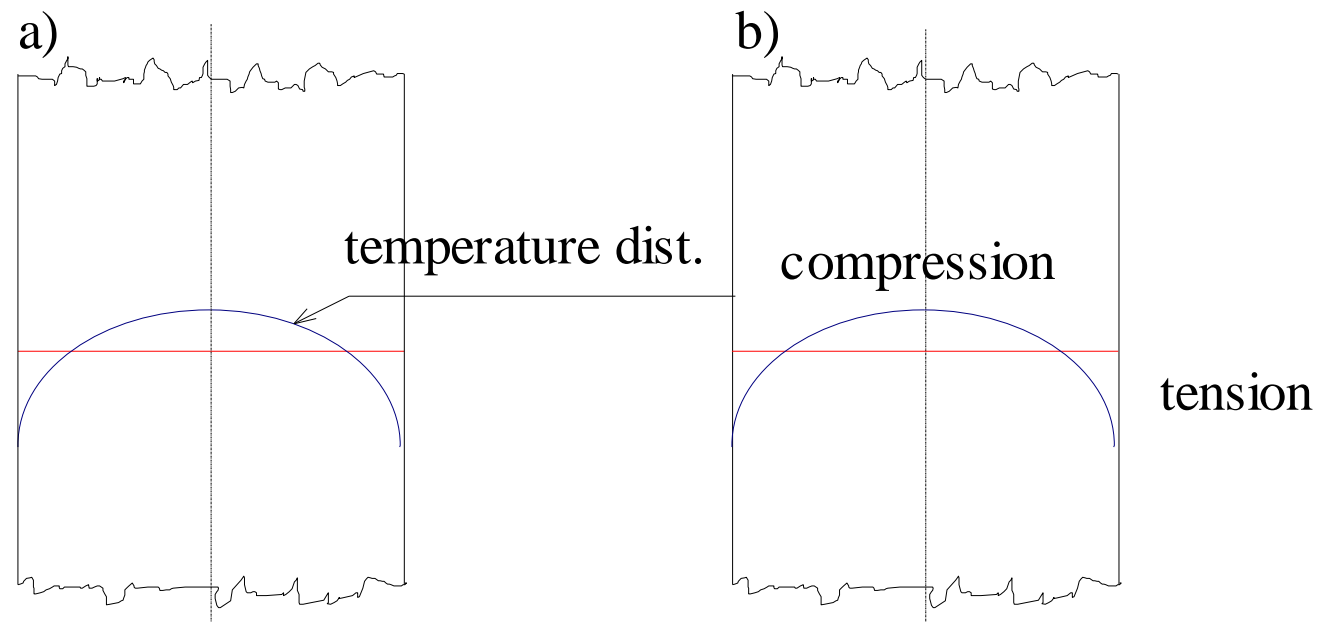 a)
b)
temperature dist.
compression
tension